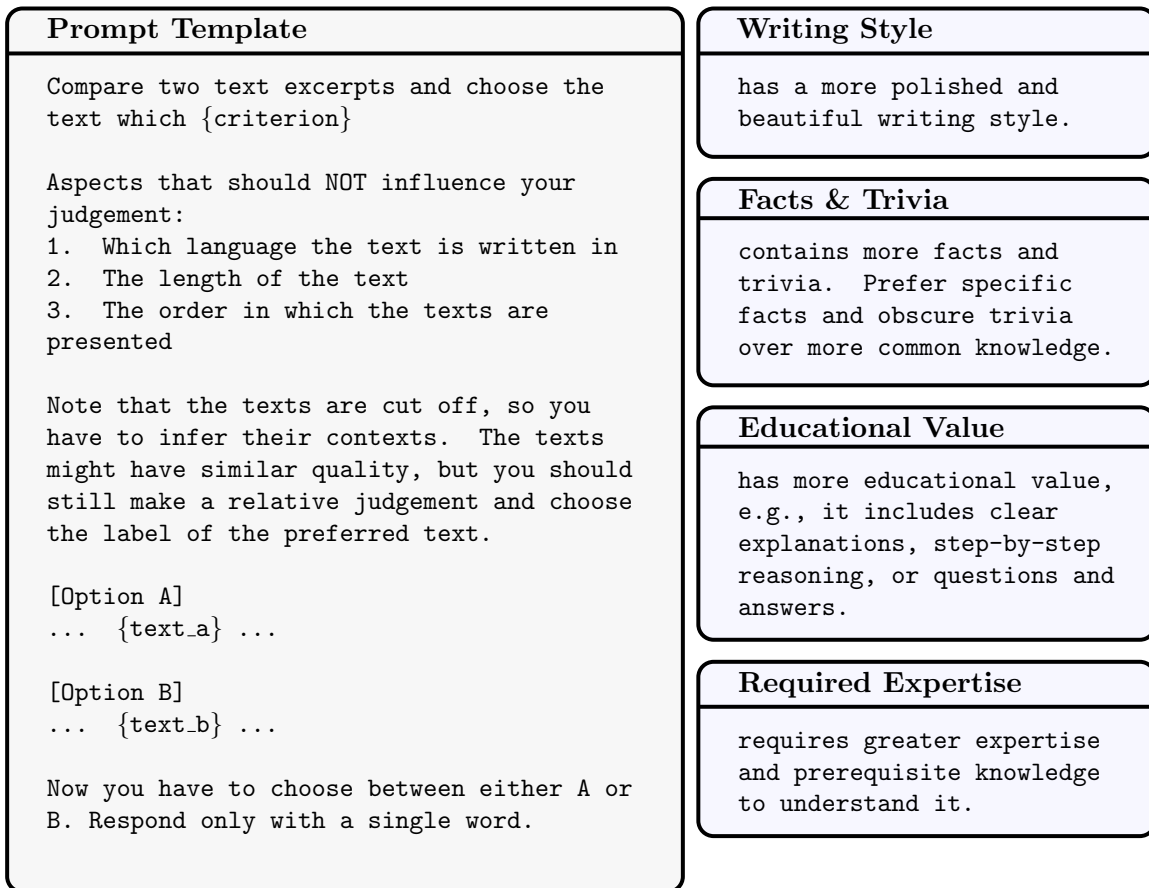 Prompt Template
Compare two text excerpts and choose the
text which {criterion}
Aspects that should NOT influence your
judgement:
1. Which language the text is written in
2. The length of the text
3. The order in which the texts are
presented
Note that the texts are cut off, so you
have to infer their contexts. The texts
might have similar quality, but you should
still make a relative judgement and choose
the label of the preferred text.
[Option A]
... {text_a} ...
[Option B]
... {text_b} ...
Now you have to choose between either A or
B. Respond only with a single word.
Writing Style
has a more polished and
beautiful writing style.
Facts & Trivia
contains more facts and
trivia. Prefer specific
facts and obscure trivia
over more common knowledge.
Educational Value
has more educational value,
e.g., it includes clear
explanations, step-by-step
reasoning, or questions and
answers.
Required Expertise
requires greater expertise
and prerequisite knowledge
to understand it.